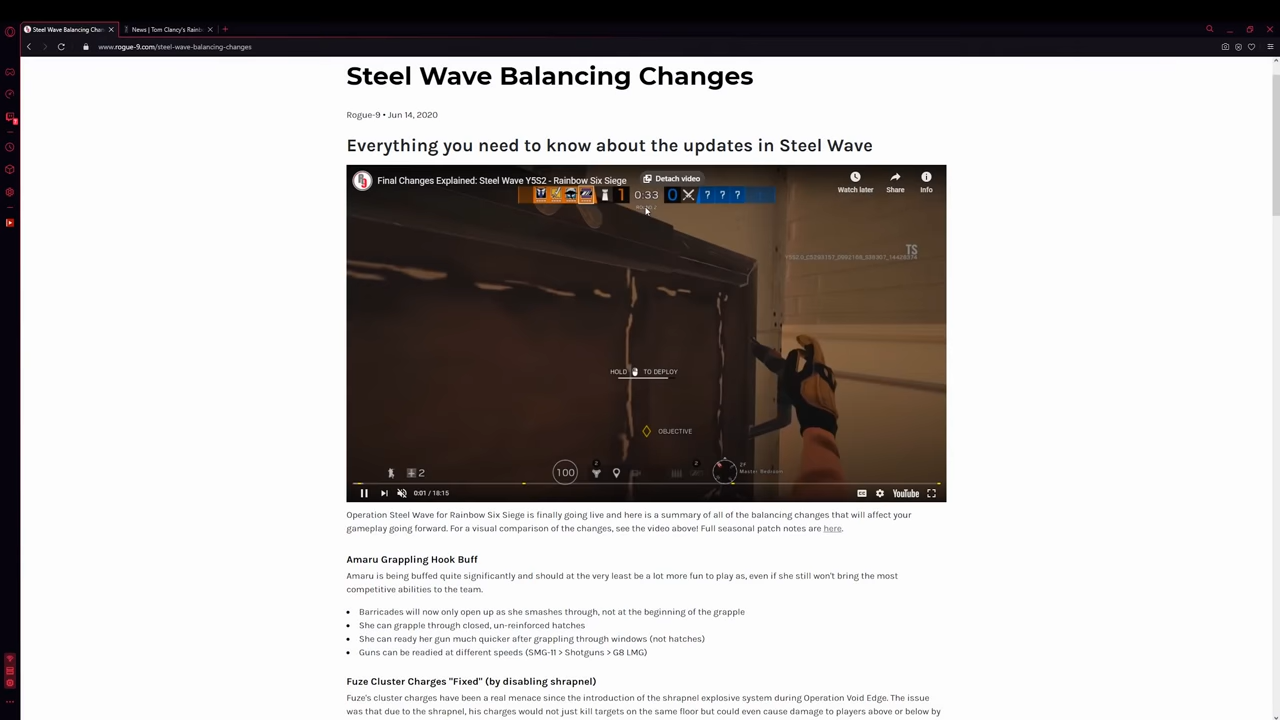 Steel Wave Balancing Chan
News | Tom Clancy's Rainb
www.rogue-9.com/steel-wave-balancing-changes
Steel Wave Balancing Changes
Rogue-9 • Jun 14, 2020
Everything you need to know about the updates in Steel Wave
Final Changes Explained: Steel Wave Y5S2 - Rainbow Six Siege
Detach video
Watch later
Share
Info
1 0:33 0 ? ? ?
TS
HOLD TO DEPLOY
OBJECTIVE
2
100
2
2
2F
Master Bedroom
0:01 / 18:15
YouTube
Operation Steel Wave for Rainbow Six Siege is finally going live and here is a summary of all of the balancing changes that will affect your
gameplay going forward. For a visual comparison of the changes, see the video above! Full seasonal patch notes are here.
Amaru Grappling Hook Buff
Amaru is being buffed quite significantly and should at the very least be a lot more fun to play as, even if she still won't bring the most
competitive abilities to the team.
• Barricades will now only open up as she smashes through, not at the beginning of the grapple
• She can grapple through closed, un-reinforced hatches
• She can ready her gun much quicker after grappling through windows (not hatches)
• Guns can be readied at different speeds (SMG-11 > Shotguns > G8 LMG)
Fuze Cluster Charges "Fixed" (by disabling shrapnel)
Fuze's cluster charges have been a real menace since the introduction of the shrapnel explosive system during Operation Void Edge. The issue
was that due to the shrapnel, his charges would not just kill targets on the same floor but could even cause damage to players above or below by